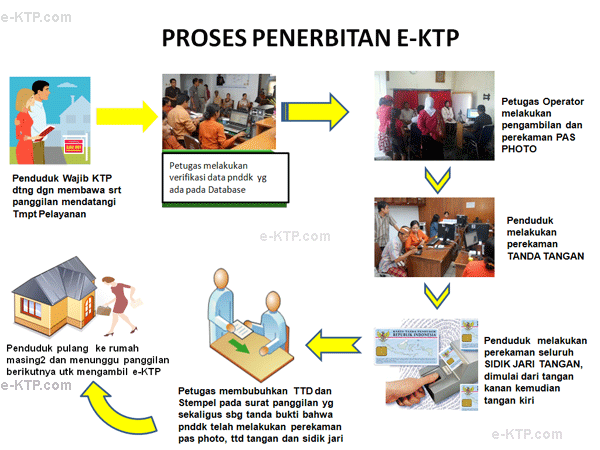 e-KTP.com
PROSES PENERBITAN E-KTP
Penduduk Wajib KTP
dtng dgn membawa srt
panggilan mendatangi
Tmpt Pelayanan
Petugas melakukan
verifikasi data pnddk yg
ada pada Database
Petugas Operator
melakukan
pengambilan dan
perekaman PAS
PHOTO
Penduduk
melakukan
perekaman
TANDA TANGAN
e-KTP.com
REPUBLIK INDONESIA
Penduduk melakukan
perekaman seluruh
SIDIK JARI TANGAN,
dimulai dari tangan
kanan kemudian
tangan kiri
Petugas membubuhkan TTD dan
Stempel pada surat panggilan yg
sekaligus sbg tanda bukti bahwa
pnddk telah melakukan perekaman
pas photo, ttd tangan dan sidik jari
e-KTP.com
Penduduk pulang ke rumah
masing2 dan menunggu panggilan
berikutnya utk mengambil e-KTP
e-KTP.com
e-KTP.com